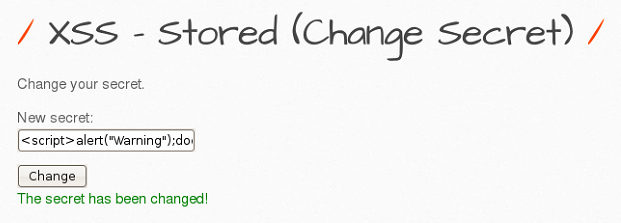 / XSS - Stored (Change Secret) /
Change your secret.
New secret:
<script>alert("Warning");do
Change
The secret has been changed!